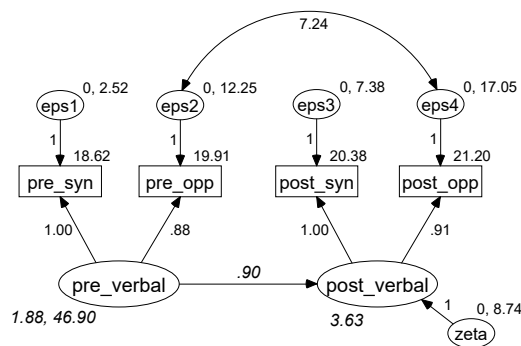 7.24
0, 2.52
0, 12.25
0, 7.38
0, 17.05
eps1
eps2
eps3
eps4
1
1
1
1
18.62
19.91
20.38
21.20
pre_syn
pre_opp
post_syn
post_opp
1.00
.88
1.00
.91
pre_verbal
.90
post_verbal
1.88, 46.90
3.63
1
0, 8.74
zeta